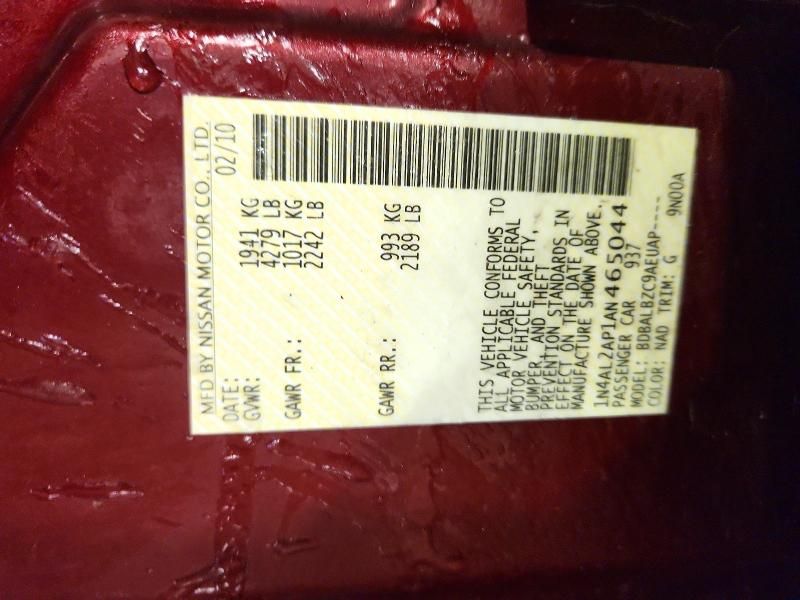 MFD BY NISSAN MOTOR CO., LTD.
DATE: 02/10
GVWR: 1941 KG
4279 LB
GAWR FR.: 1017 KG
2242 LB
GAWR RR.: 993 KG
2189 LB
THIS VEHICLE CONFORMS TO
ALL APPLICABLE FEDERAL
MOTOR VEHICLE SAFETY,
BUMPER, AND THEFT
PREVENTION STANDARDS IN
EFFECT ON THE DATE OF
MANUFACTURE SHOWN ABOVE.
1N4AL2AP1AN465044
PASSENGER CAR 937
MODEL: BDBALBZC9AEUAP----
COLOR: NAD TRIM: G 9N00A